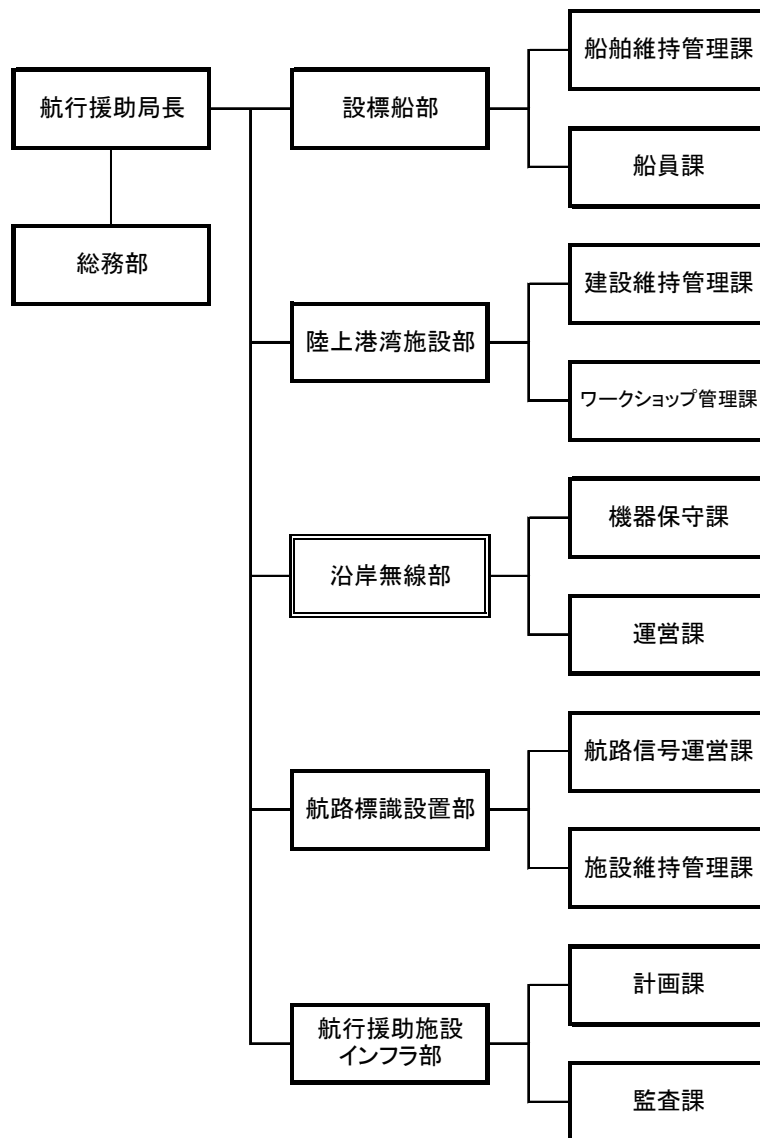 航行援助局長
総務部
設標船部
船舶維持管理課
船員課
陸上港湾施設部
建設維持管理課
ワークショップ管理課
沿岸無線部
機器保守課
運営課
航路標識設置部
航路信号運営課
施設維持管理課
航行援助施設
インフラ部
計画課
監査課